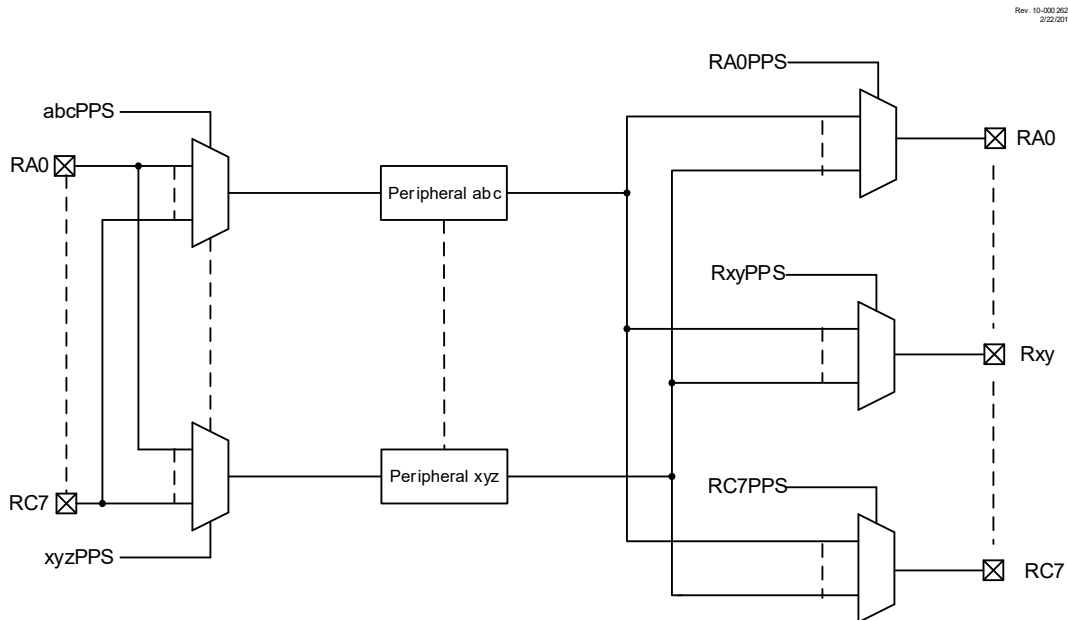 Rev. 10-000 262
2/22/201
RA0PPS
abcPPS
RA0
RA0
Peripheral abc
RxyPPS
Rxy
Peripheral xyz
RC7PPS
RC7
xyzPPS
RC7